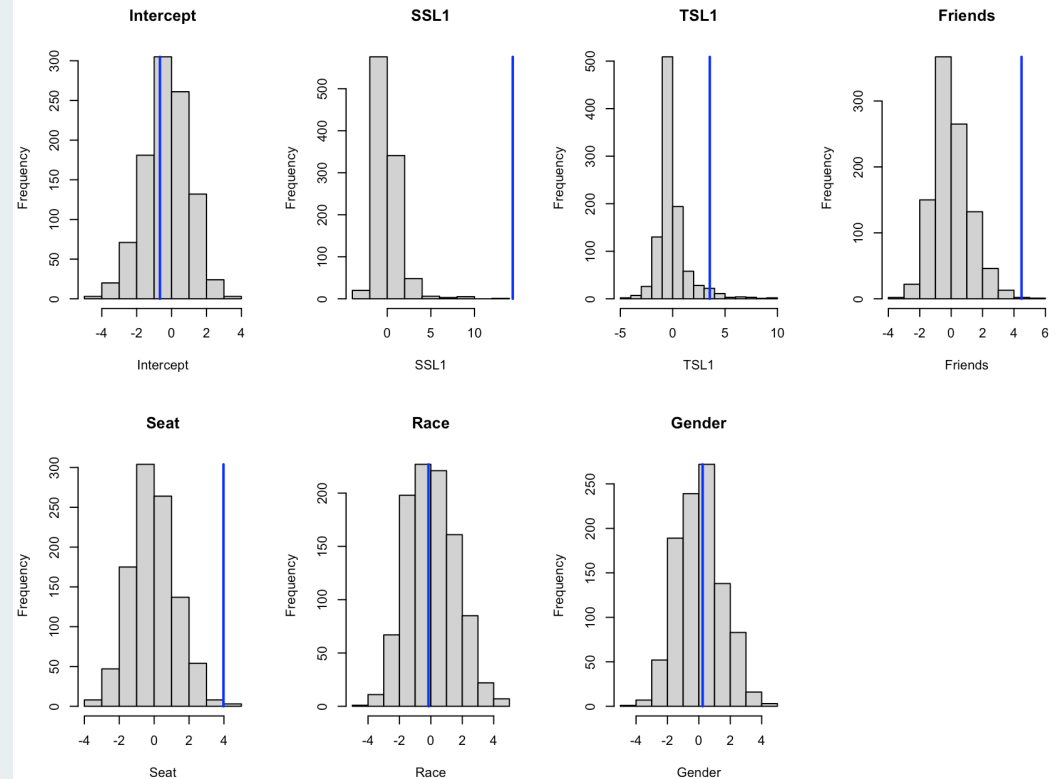 Intercept
SSL1
TSL1
Friends
Frequency
0 50 100 150 200 250 300
-4 -2 0 2 4
Intercept
Frequency
0 100 200 300 400 500
0 5 10
SSL1
Frequency
0 100 200 300 400 500
-5 0 5 10
TSL1
Frequency
0 100 200 300
-4 -2 0 2 4 6
Friends
Seat
Race
Gender
Frequency
0 50 100 150 200 250 300
-4 -2 0 2 4
Seat
Frequency
0 50 100 150 200
-4 -2 0 2 4
Race
Frequency
0 50 100 150 200 250
-4 -2 0 2 4
Gender